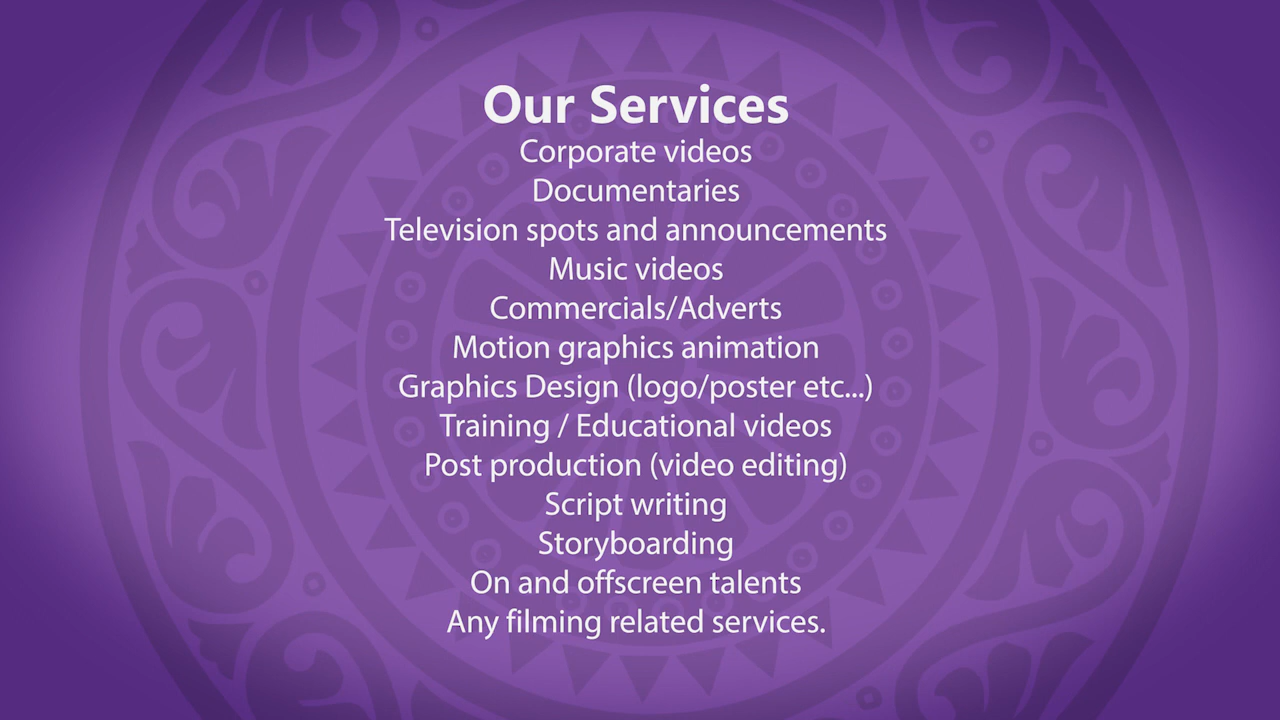 Our Services
Corporate videos
Documentaries
Television spots and announcements
Music videos
Commercials/Adverts
Motion graphics animation
Graphics Design (logo/poster etc...)
Training / Educational videos
Post production (video editing)
Script writing
Storyboarding
On and offscreen talents
Any filming related services.